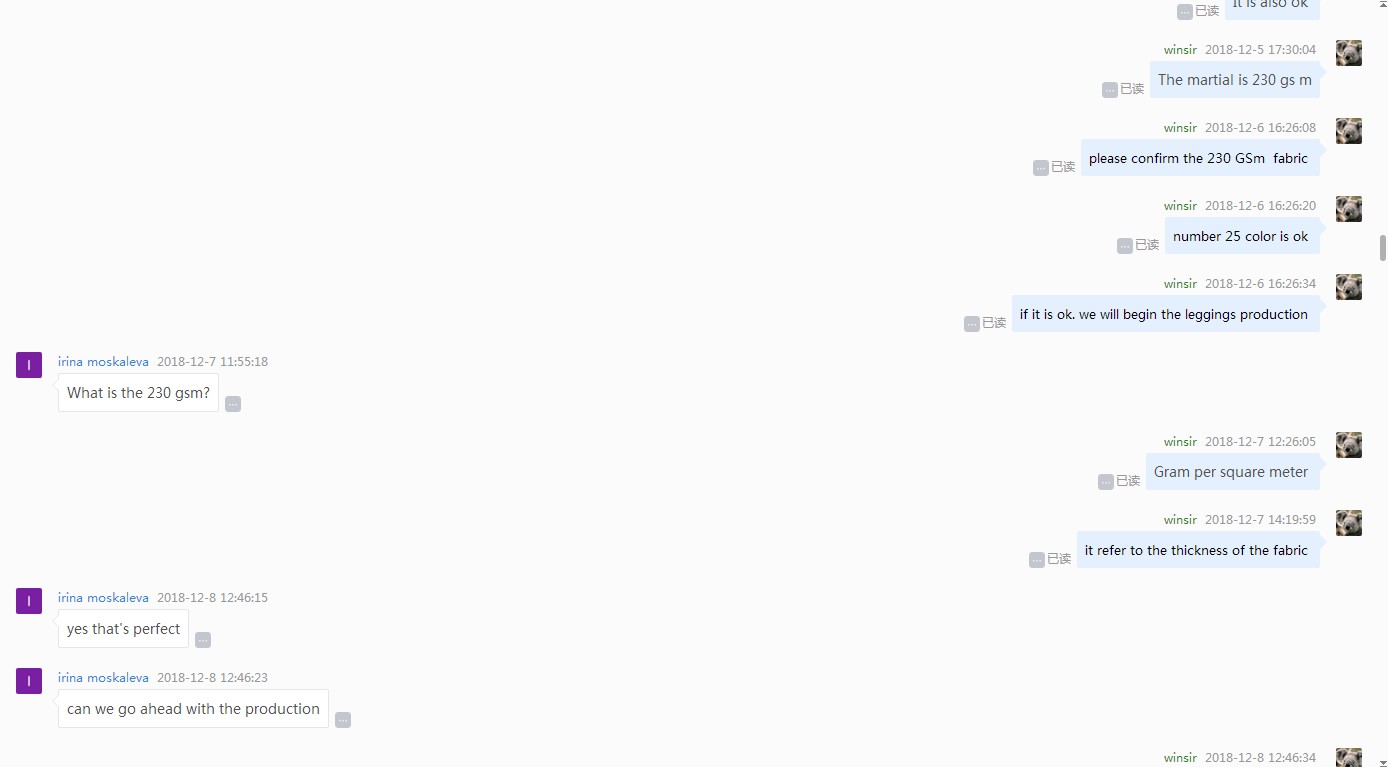 It is also ok
已读
winsir 2018-12-5 17:30:04
The martial is 230 gs m
已读
winsir 2018-12-6 16:26:08
please confirm the 230 GSm  fabric
已读
winsir 2018-12-6 16:26:20
number 25 color is ok
已读
winsir 2018-12-6 16:26:34
if it is ok. we will begin the leggings production
已读
I
irina moskaleva 2018-12-7 11:55:18
What is the 230 gsm?
winsir 2018-12-7 12:26:05
Gram per square meter
已读
winsir 2018-12-7 14:19:59
it refer to the thickness of the fabric
已读
I
irina moskaleva 2018-12-8 12:46:15
yes that's perfect
I
irina moskaleva 2018-12-8 12:46:23
can we go ahead with the production
winsir 2018-12-8 12:46:34